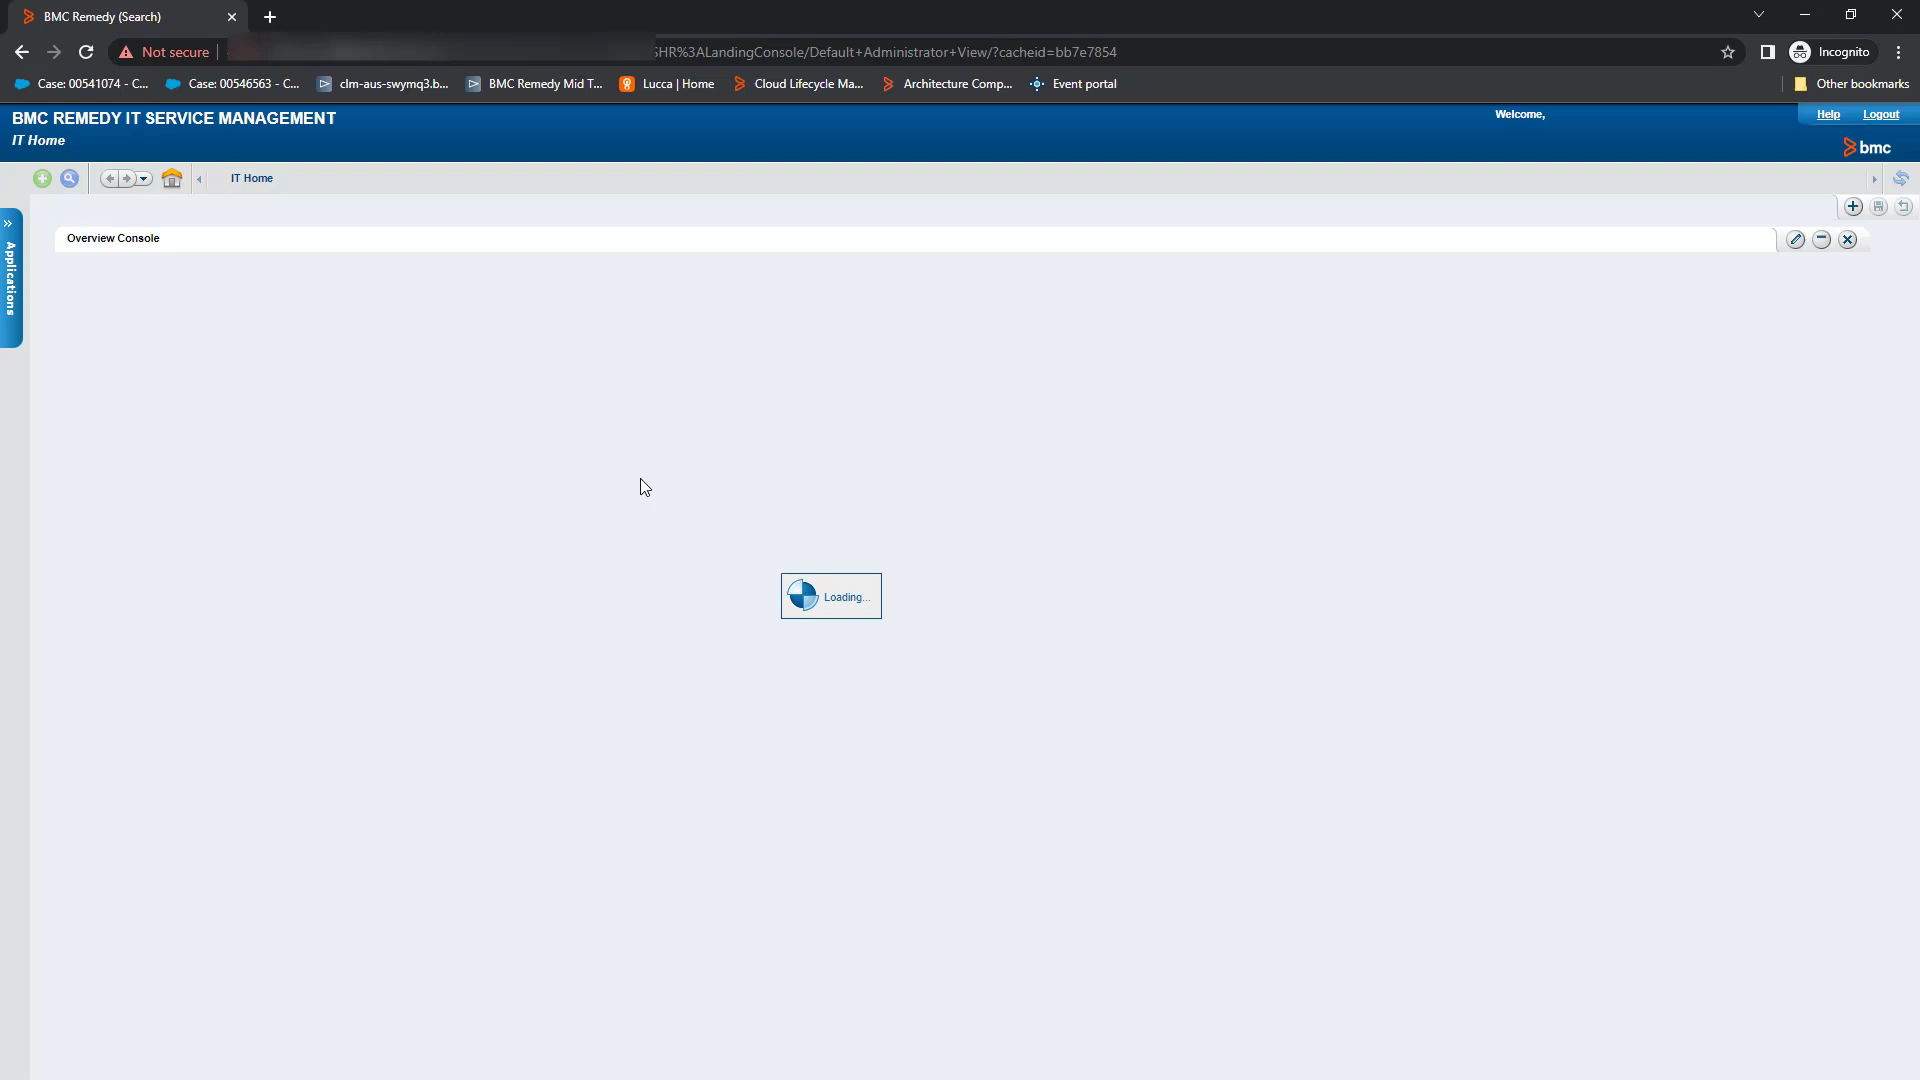 BMC Remedy (Search)
Not secure
SHR%3ALandingConsole/Default+Administrator+View/?cacheid=bb7e7854
Incognito
Case: 00541074 - C...
Case: 00546563 - C...
clm-aus-swymq3.b...
BMC Remedy Mid T...
Lucca | Home
Cloud Lifecycle Ma...
Architecture Comp...
Event portal
Other bookmarks
BMC REMEDY IT SERVICE MANAGEMENT
Welcome,
Help
Logout
IT Home
bmc
IT Home
Applications
Overview Console
Loading...